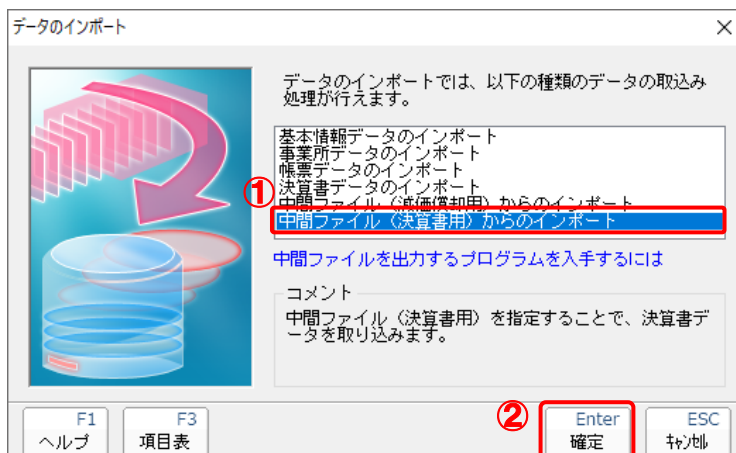 データのインポート
データのインポートでは、以下の種類のデータの取込み
処理が行えます。
基本情報データのインポート
事業所データのインポート
帳票データのインポート
決算書データのインポート
①
中間ファイル（減価償却用）からのインポート
中間ファイル（決算書用）からのインポート
中間ファイルを出力するプログラムを入手するには
コメント
中間ファイル（決算書用）を指定することで、決算書デ
ータを取り込みます。
②
F1
ヘルプ
F3
項目表
Enter
確定
ESC
ｷｬﾝｾﾙ